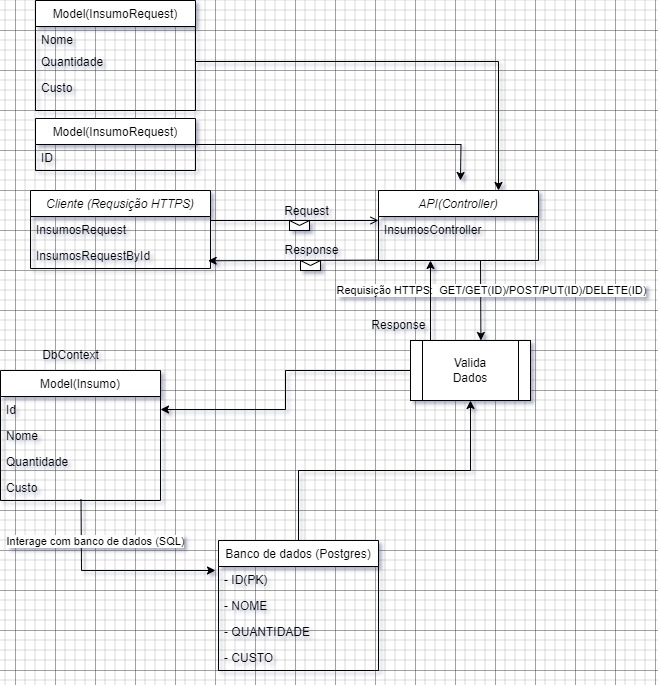 Model(InsumoRequest)
Nome
Quantidade
Custo
Model(InsumoRequest)
ID
Cliente (Requsição HTTPS)
InsumosRequest
InsumosRequestById
Request
Response
API(Controller)
InsumosController
Requisição HTTPS: GET/GET(ID)/POST/PUT(ID)/DELETE(ID)
Response
Valida
Dados
DbContext
Model(Insumo)
Id
Nome
Quantidade
Custo
Interage com banco de dados (SQL)
Banco de dados (Postgres)
- ID(PK)
- NOME
- QUANTIDADE
- CUSTO